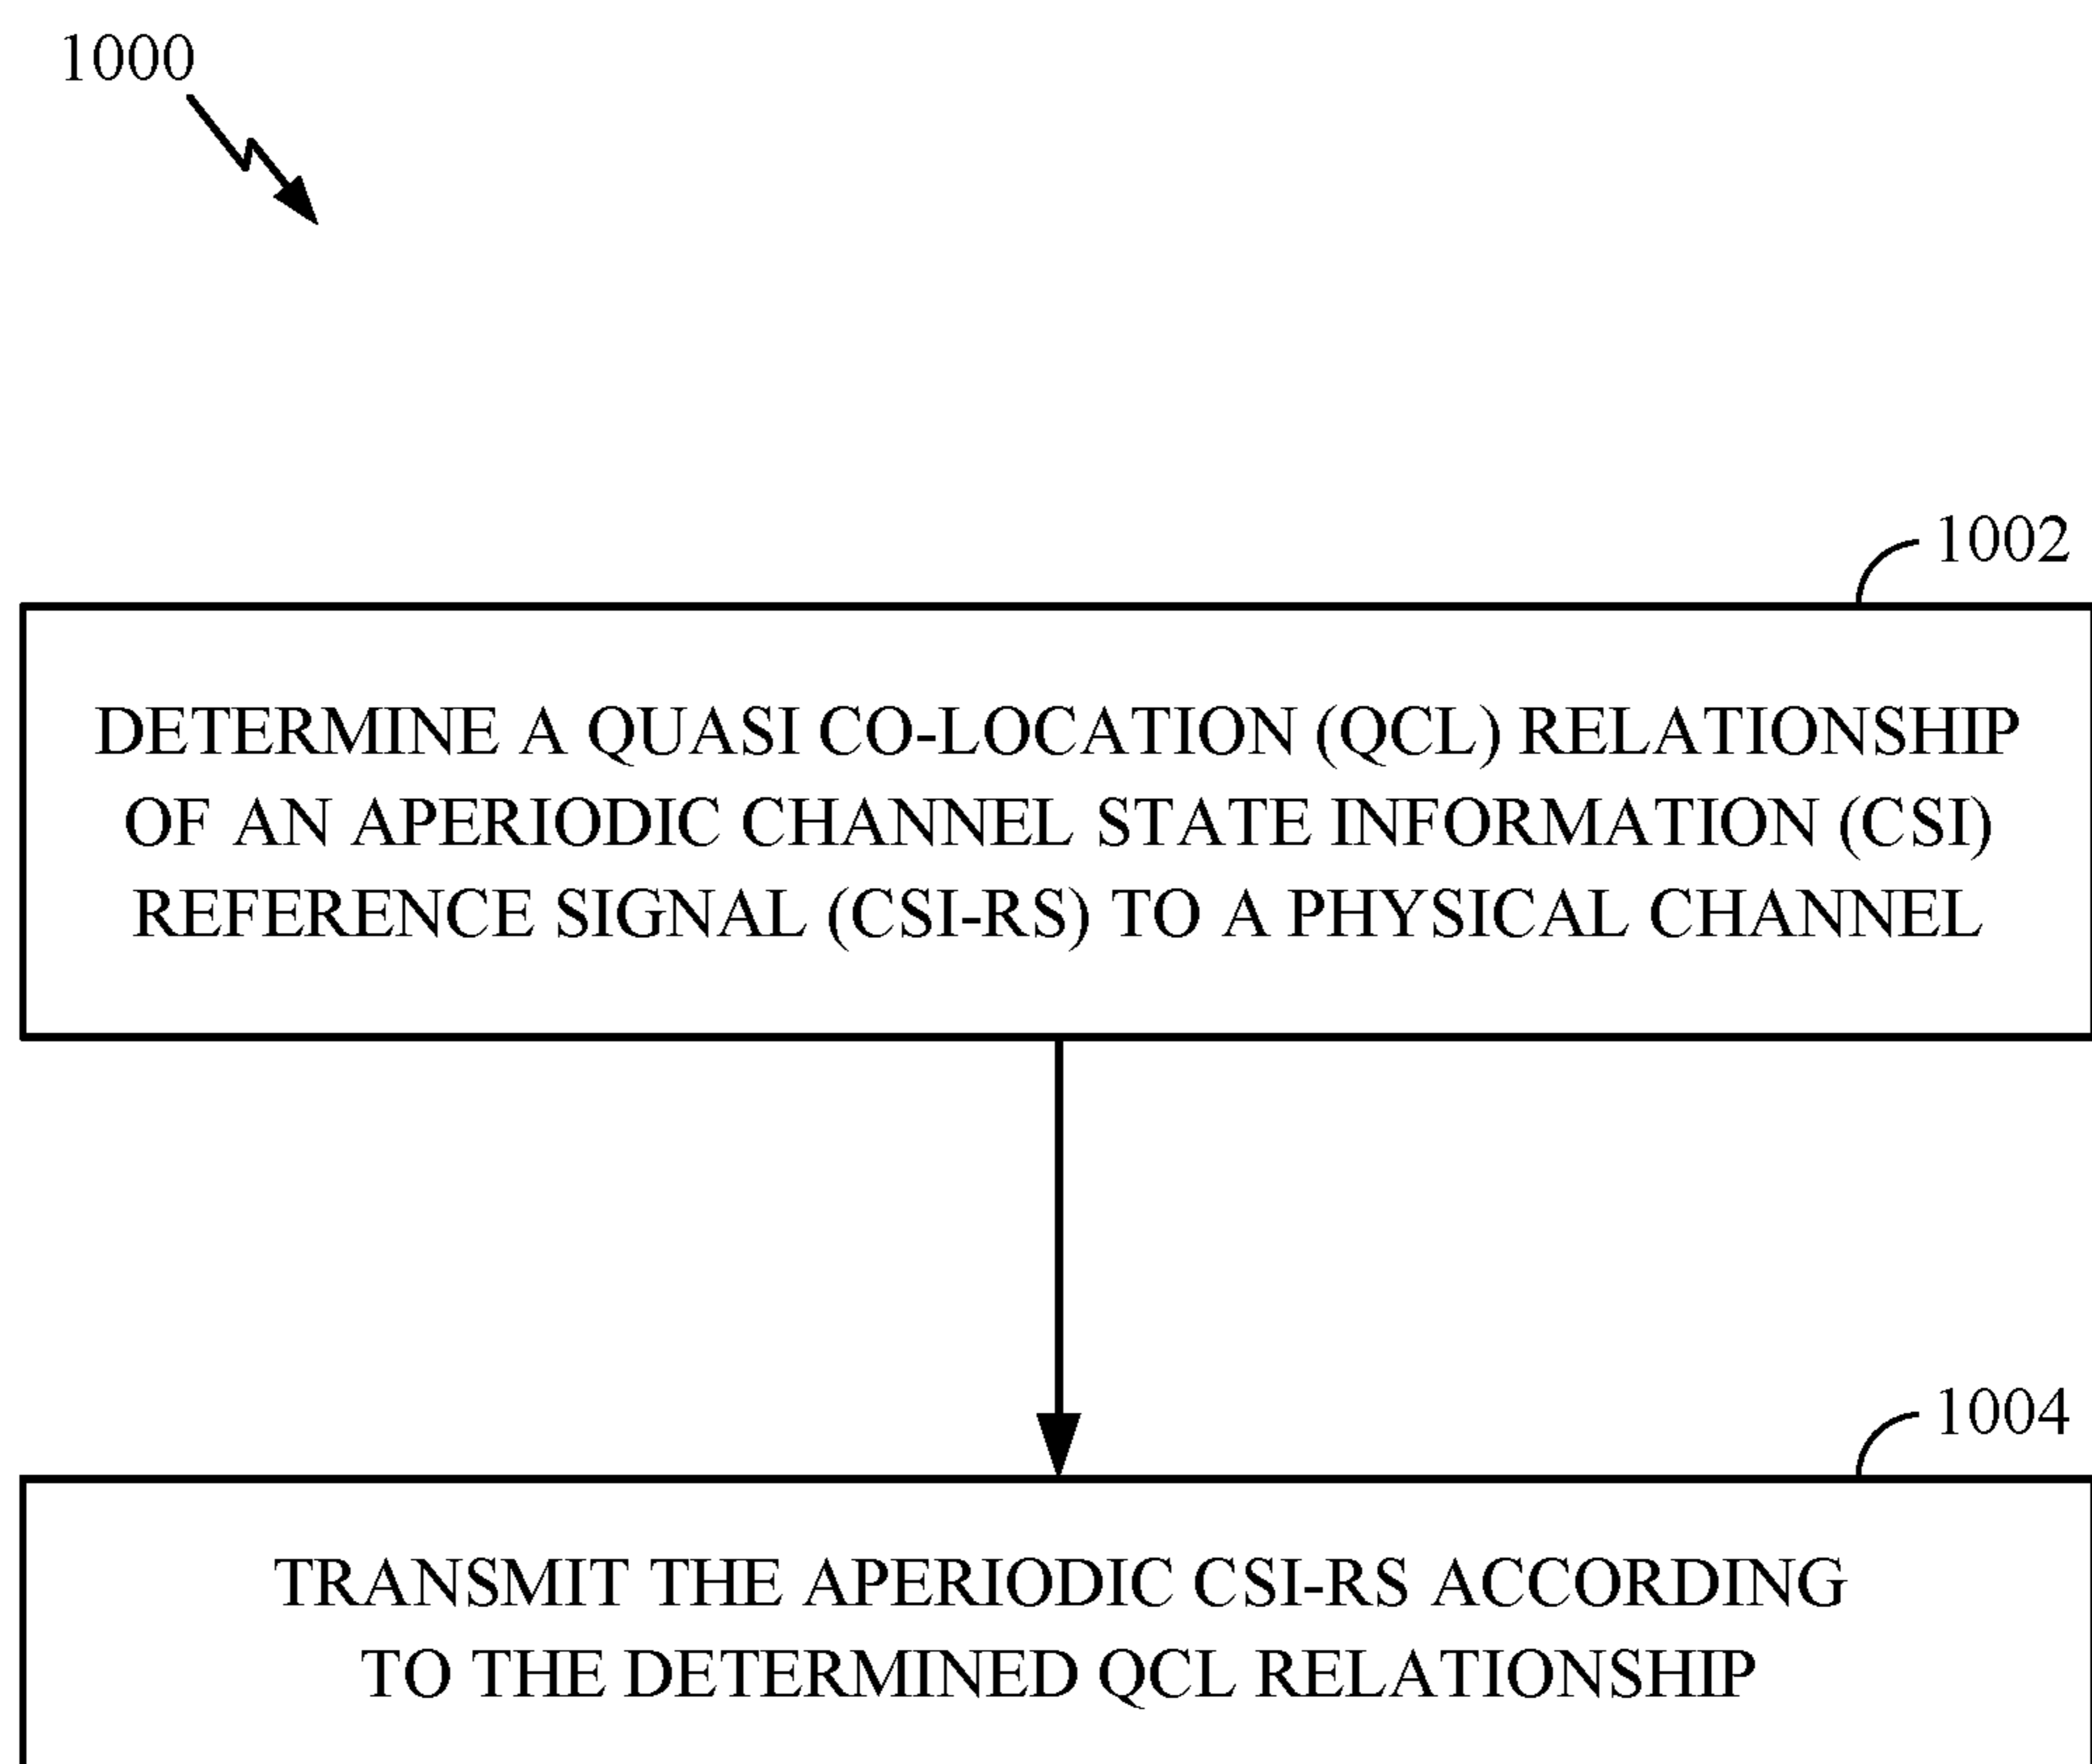 1000
1002
DETERMINE A QUASI CO-LOCATION (QCL) RELATIONSHIP
OF AN APERIODIC CHANNEL STATE INFORMATION (CSI)
REFERENCE SIGNAL (CSI-RS) TO A PHYSICAL CHANNEL
1004
TRANSMIT THE APERIODIC CSI-RS ACCORDING
TO THE DETERMINED QCL RELATIONSHIP